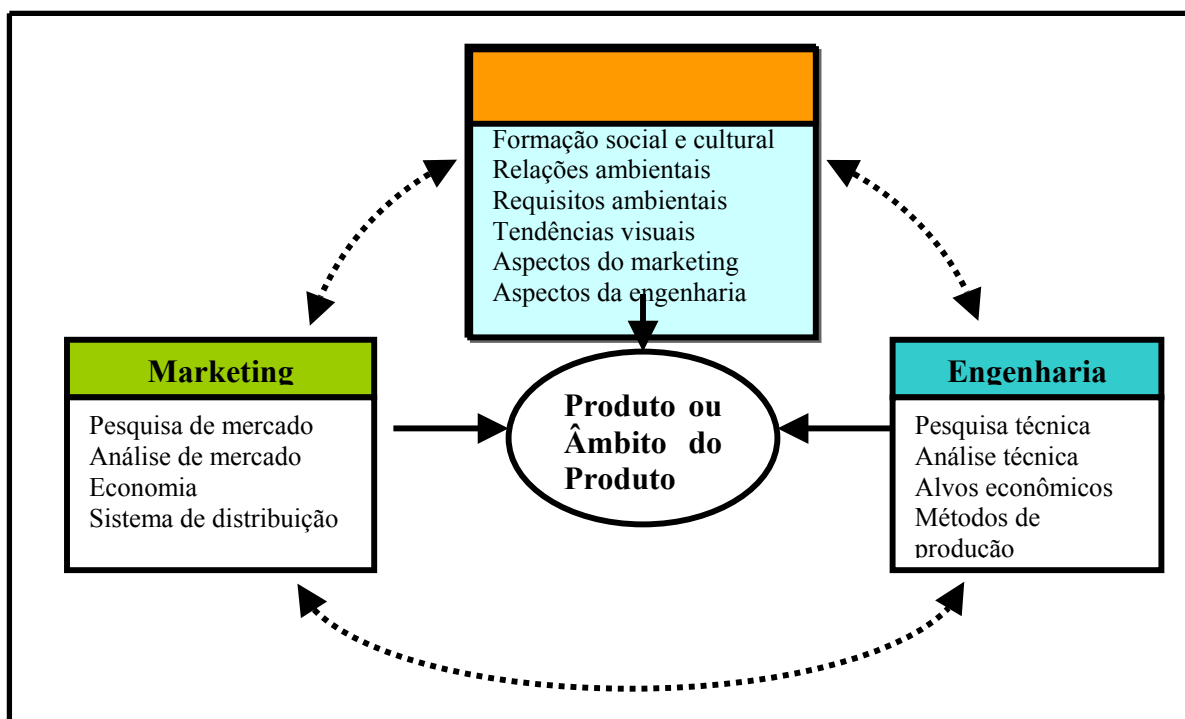 Formação social e cultural
Relações ambientais
Requisitos ambientais
Tendências visuais
Aspectos do marketing
Aspectos da engenharia
Marketing
Pesquisa de mercado
Análise de mercado
Economia
Sistema de distribuição
Produto ou
Âmbito do
Produto
Engenharia
Pesquisa técnica
Análise técnica
Alvos econômicos
Métodos de
produção